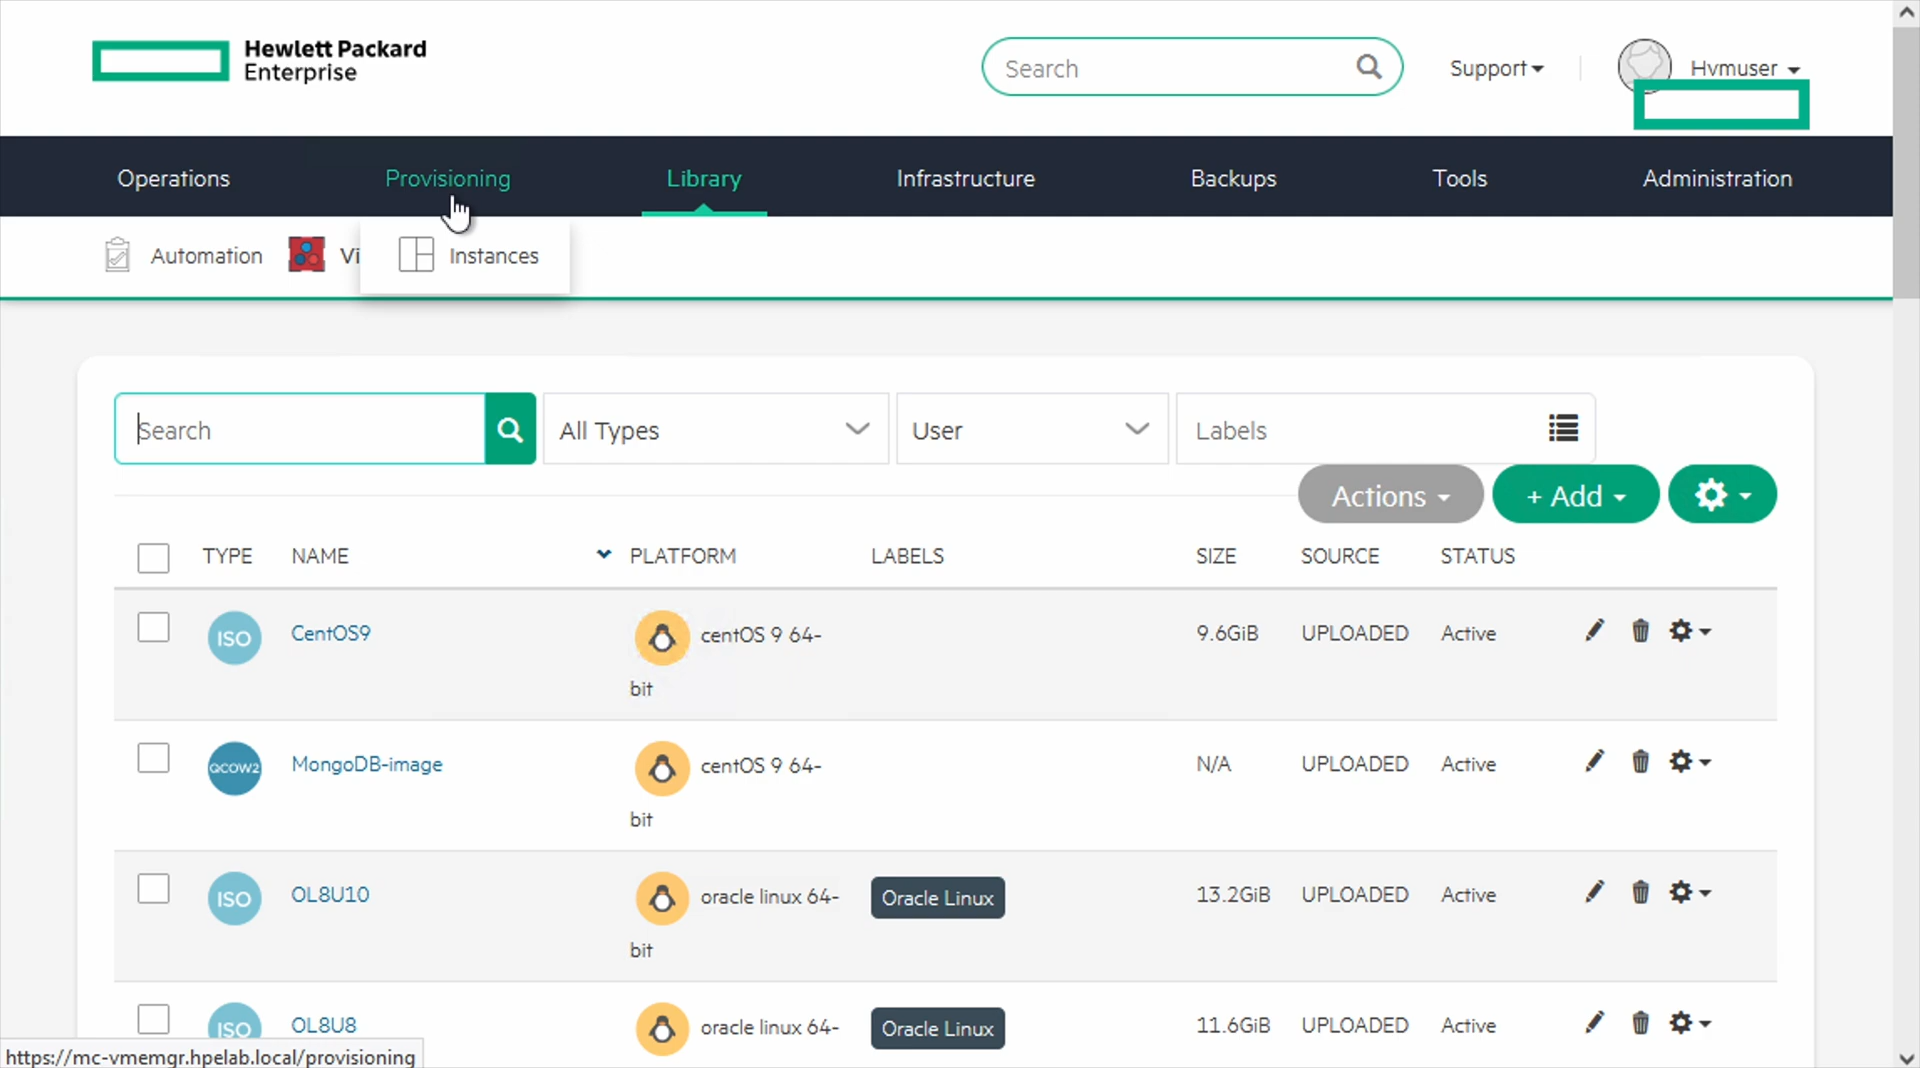 Hewlett Packard
Enterprise
Search
Support
Hvmuser
Operations
Provisioning
Library
Infrastructure
Backups
Tools
Administration
Automation
Vi
Instances
Search
All Types
User
Labels
Actions
+ Add
TYPE NAME PLATFORM LABELS SIZE SOURCE STATUS
ISO CentOS9 centOS 9 64- 9.6GiB UPLOADED Active
bit
QCOW2 MongoDB-image centOS 9 64- N/A UPLOADED Active
bit
ISO OL8U10 oracle linux 64- Oracle Linux 13.2GiB UPLOADED Active
bit
ISO OL8U8 oracle linux 64- Oracle Linux 11.6GiB UPLOADED Active
https://mc-vmemgr.hpelab.local/provisioning